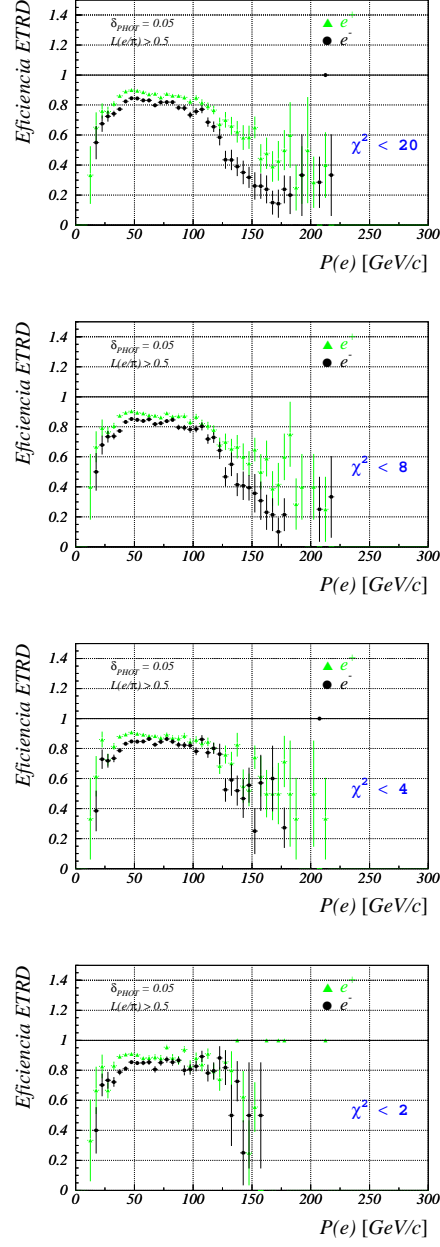 Eficiencia ETRD
1.4
1.2
1
0.8
0.6
0.4
0.2
0
δPHOT = 0.05
L(e/π) > 0.5
e+
e-
χ² < 20
0 50 100 150 200 250 300
P(e) [GeV/c]
Eficiencia ETRD
1.4
1.2
1
0.8
0.6
0.4
0.2
0
δPHOT = 0.05
L(e/π) > 0.5
e+
e-
χ² < 8
0 50 100 150 200 250 300
P(e) [GeV/c]
Eficiencia ETRD
1.4
1.2
1
0.8
0.6
0.4
0.2
0
δPHOT = 0.05
L(e/π) > 0.5
e+
e-
χ² < 4
0 50 100 150 200 250 300
P(e) [GeV/c]
Eficiencia ETRD
1.4
1.2
1
0.8
0.6
0.4
0.2
0
δPHOT = 0.05
L(e/π) > 0.5
e+
e-
χ² < 2
0 50 100 150 200 250 300
P(e) [GeV/c]